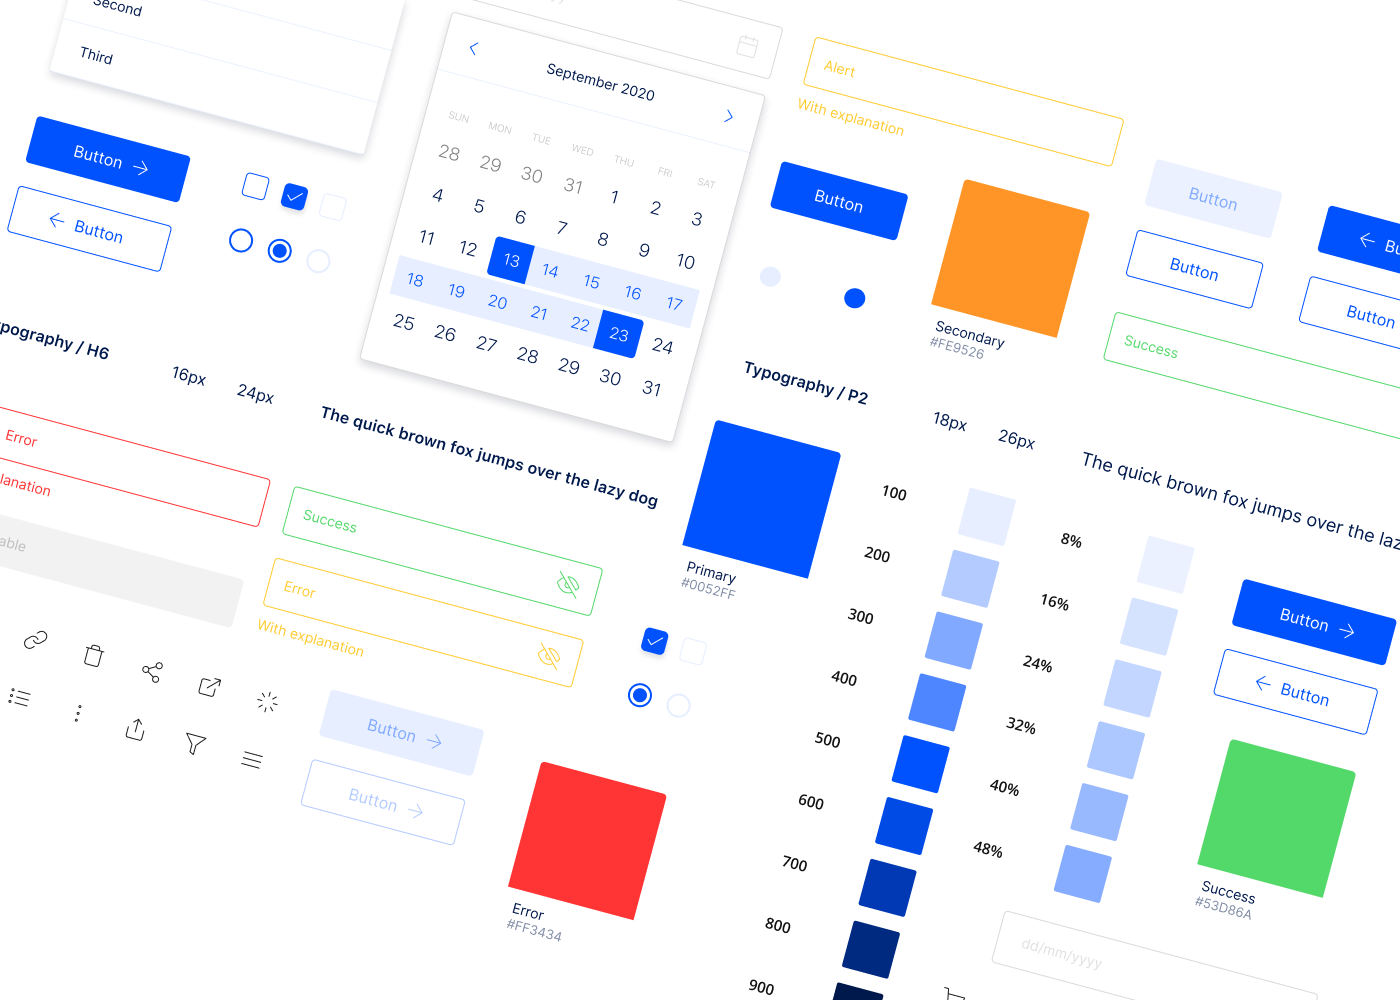 Second
Third
Button
Button
Typography / H6
16px
24px
The quick brown fox jumps over the lazy dog
Error
Success
Error
With explanation
Button
Button
September 2020
SUN MON TUE WED THU FRI SAT
28 29 30 31 1 2 3
4 5 6 7 8 9 10
11 12 13 14 15 16 17
18 19 20 21 22 23 24
25 26 27 28 29 30 31
Alert
With explanation
Button
Secondary
#FE9526
Button
Button
Button
Success
Typography / P2
18px
26px
The quick brown fox jumps over the
Primary
#0052FF
100
200
300
400
500
600
700
800
900
8%
16%
24%
32%
40%
48%
Button
Button
Error
#FF3434
Success
#53D86A
dd/mm/yyyy